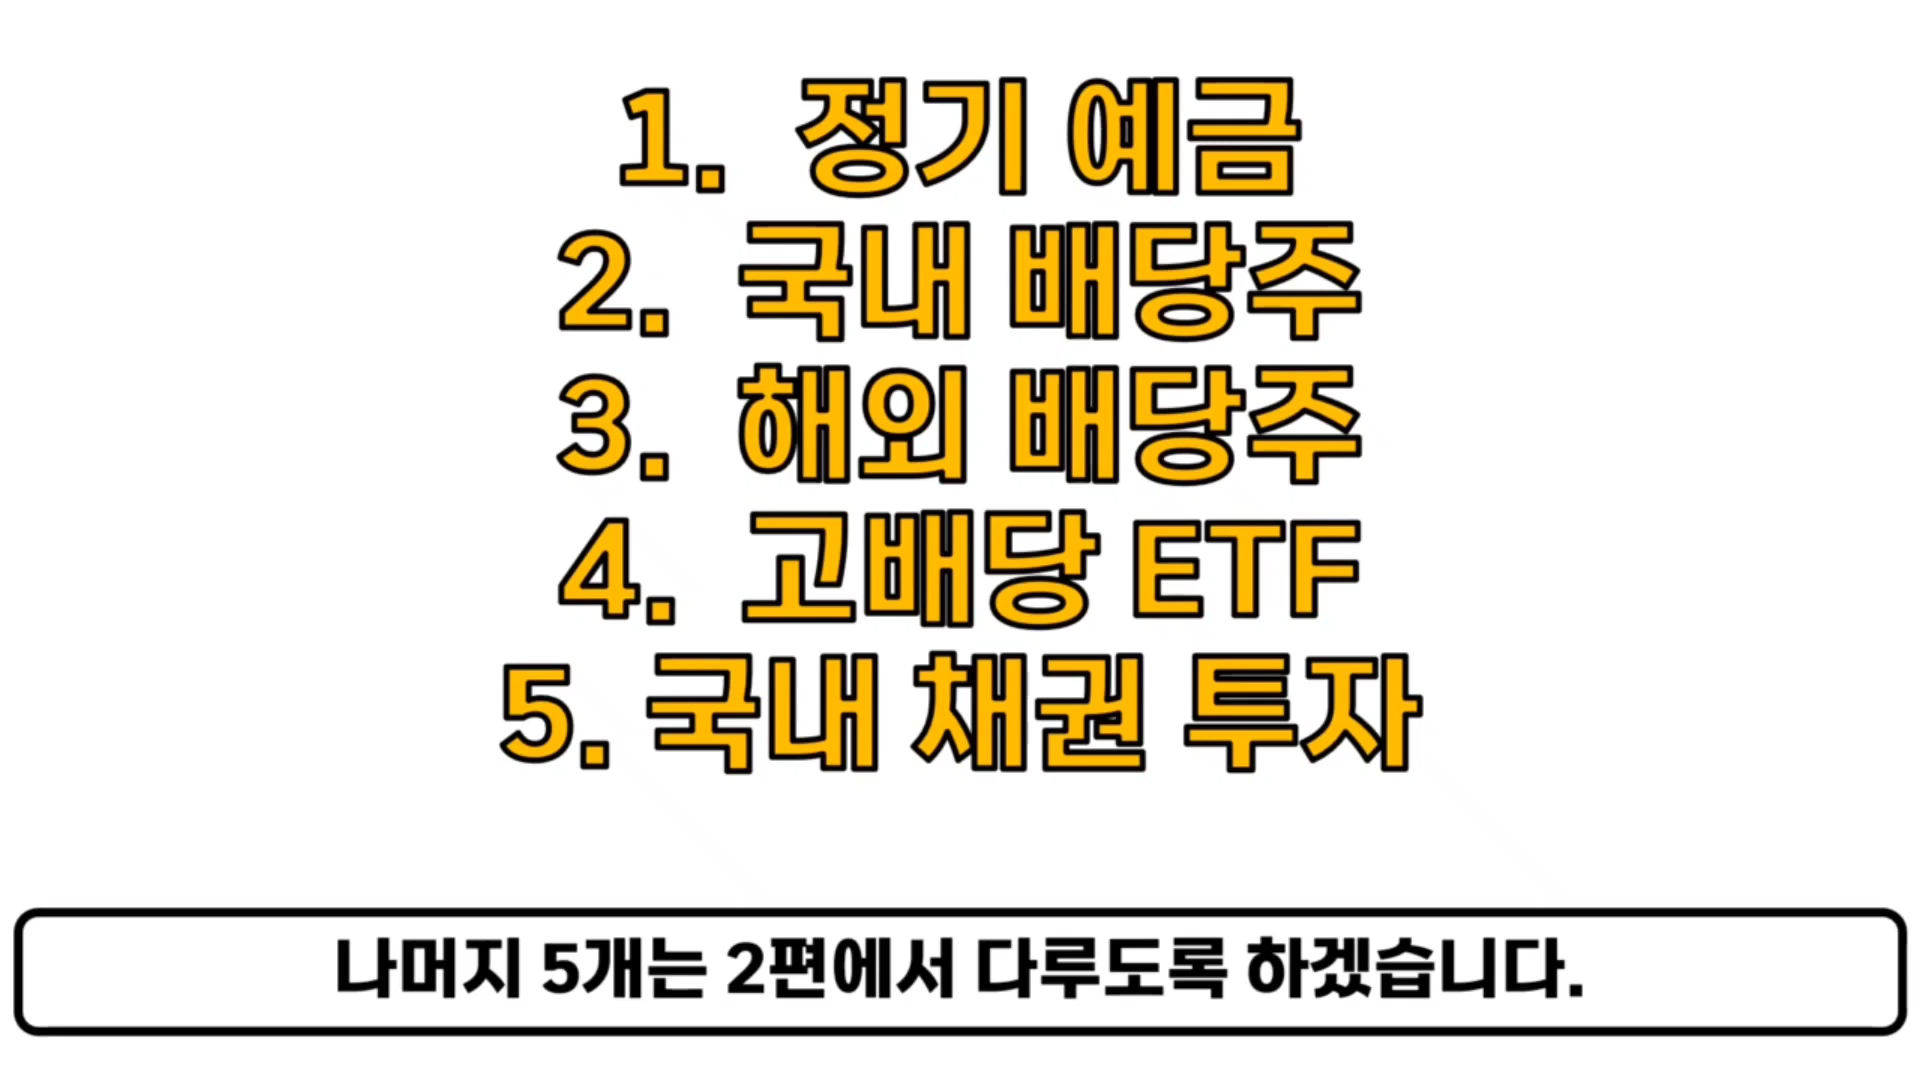 1. 정기 예금
2. 국내 배당주
3. 해외 배당주
4. 고배당 ETF
5. 국내 채권 투자
나머지 5개는 2편에서 다루도록 하겠습니다.